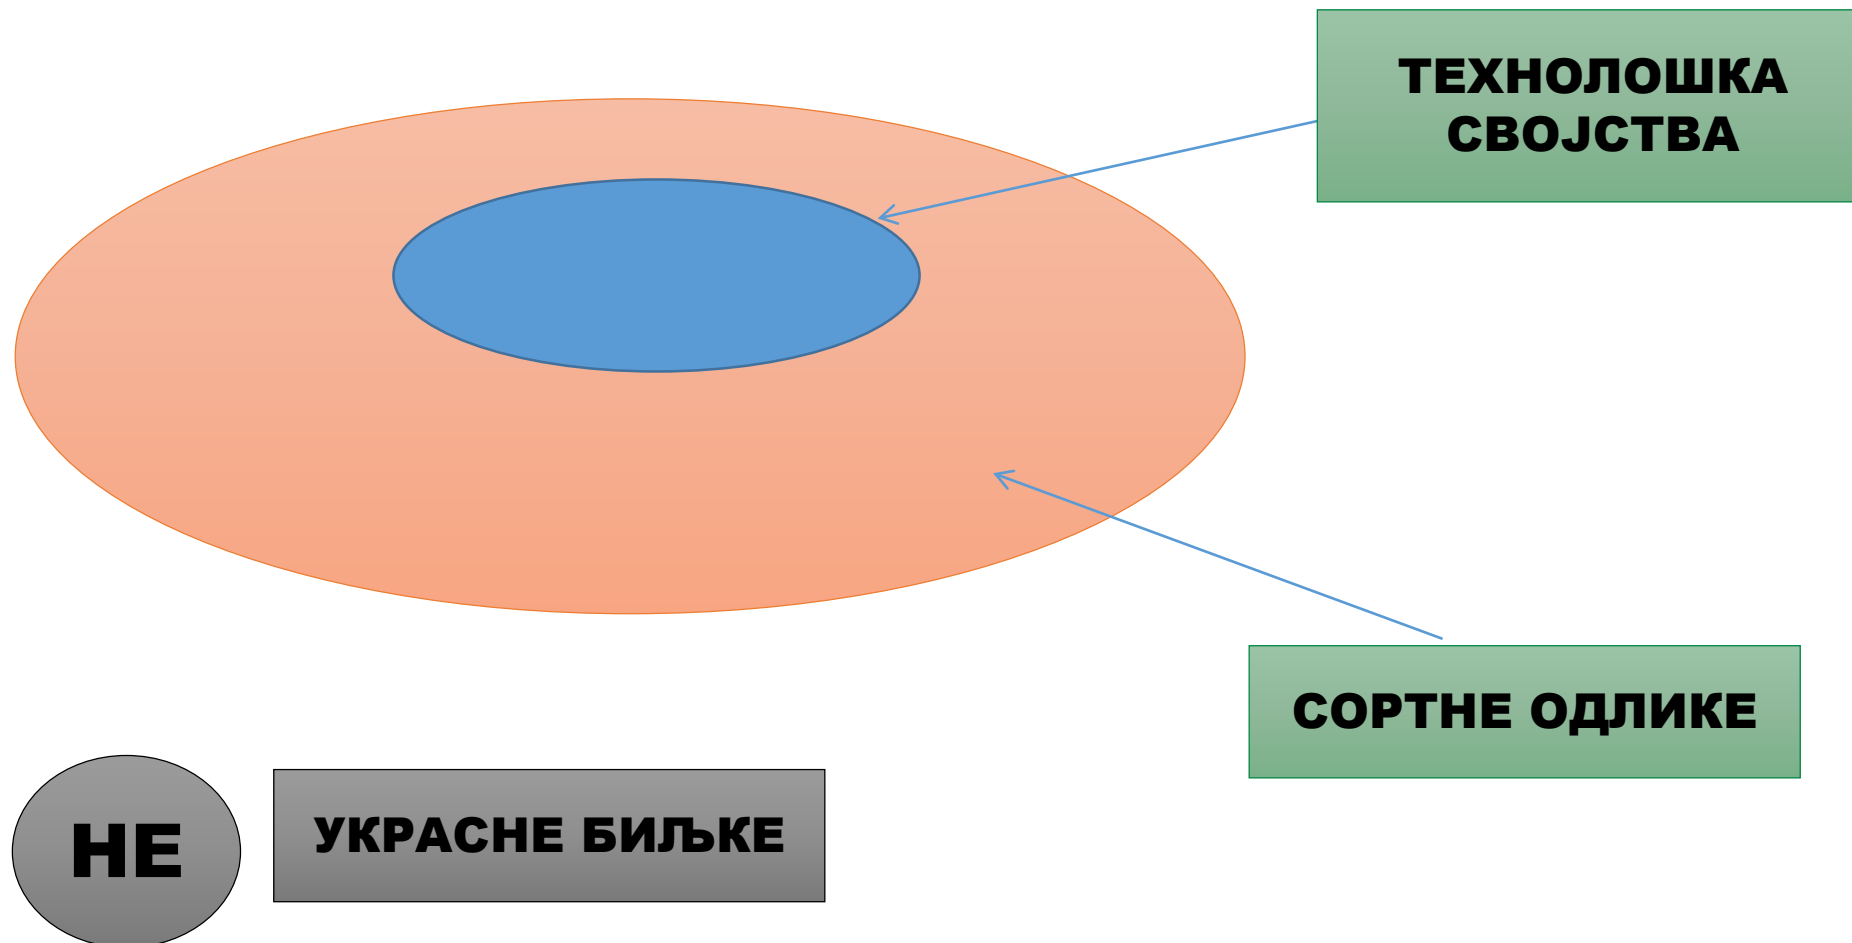 ТЕХНОЛОШКА
СВОЈСТВА
СОРТНЕ ОДЛИКЕ
НЕ
УКРАСНЕ БИЉКЕ